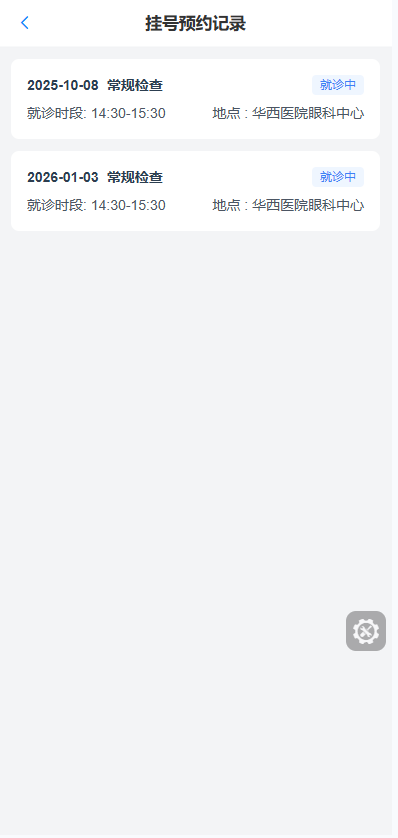 挂号预约记录
2025-10-08 常规检查 就诊中
就诊时段: 14:30-15:30 地点 : 华西医院眼科中心
2026-01-03 常规检查 就诊中
就诊时段: 14:30-15:30 地点 : 华西医院眼科中心